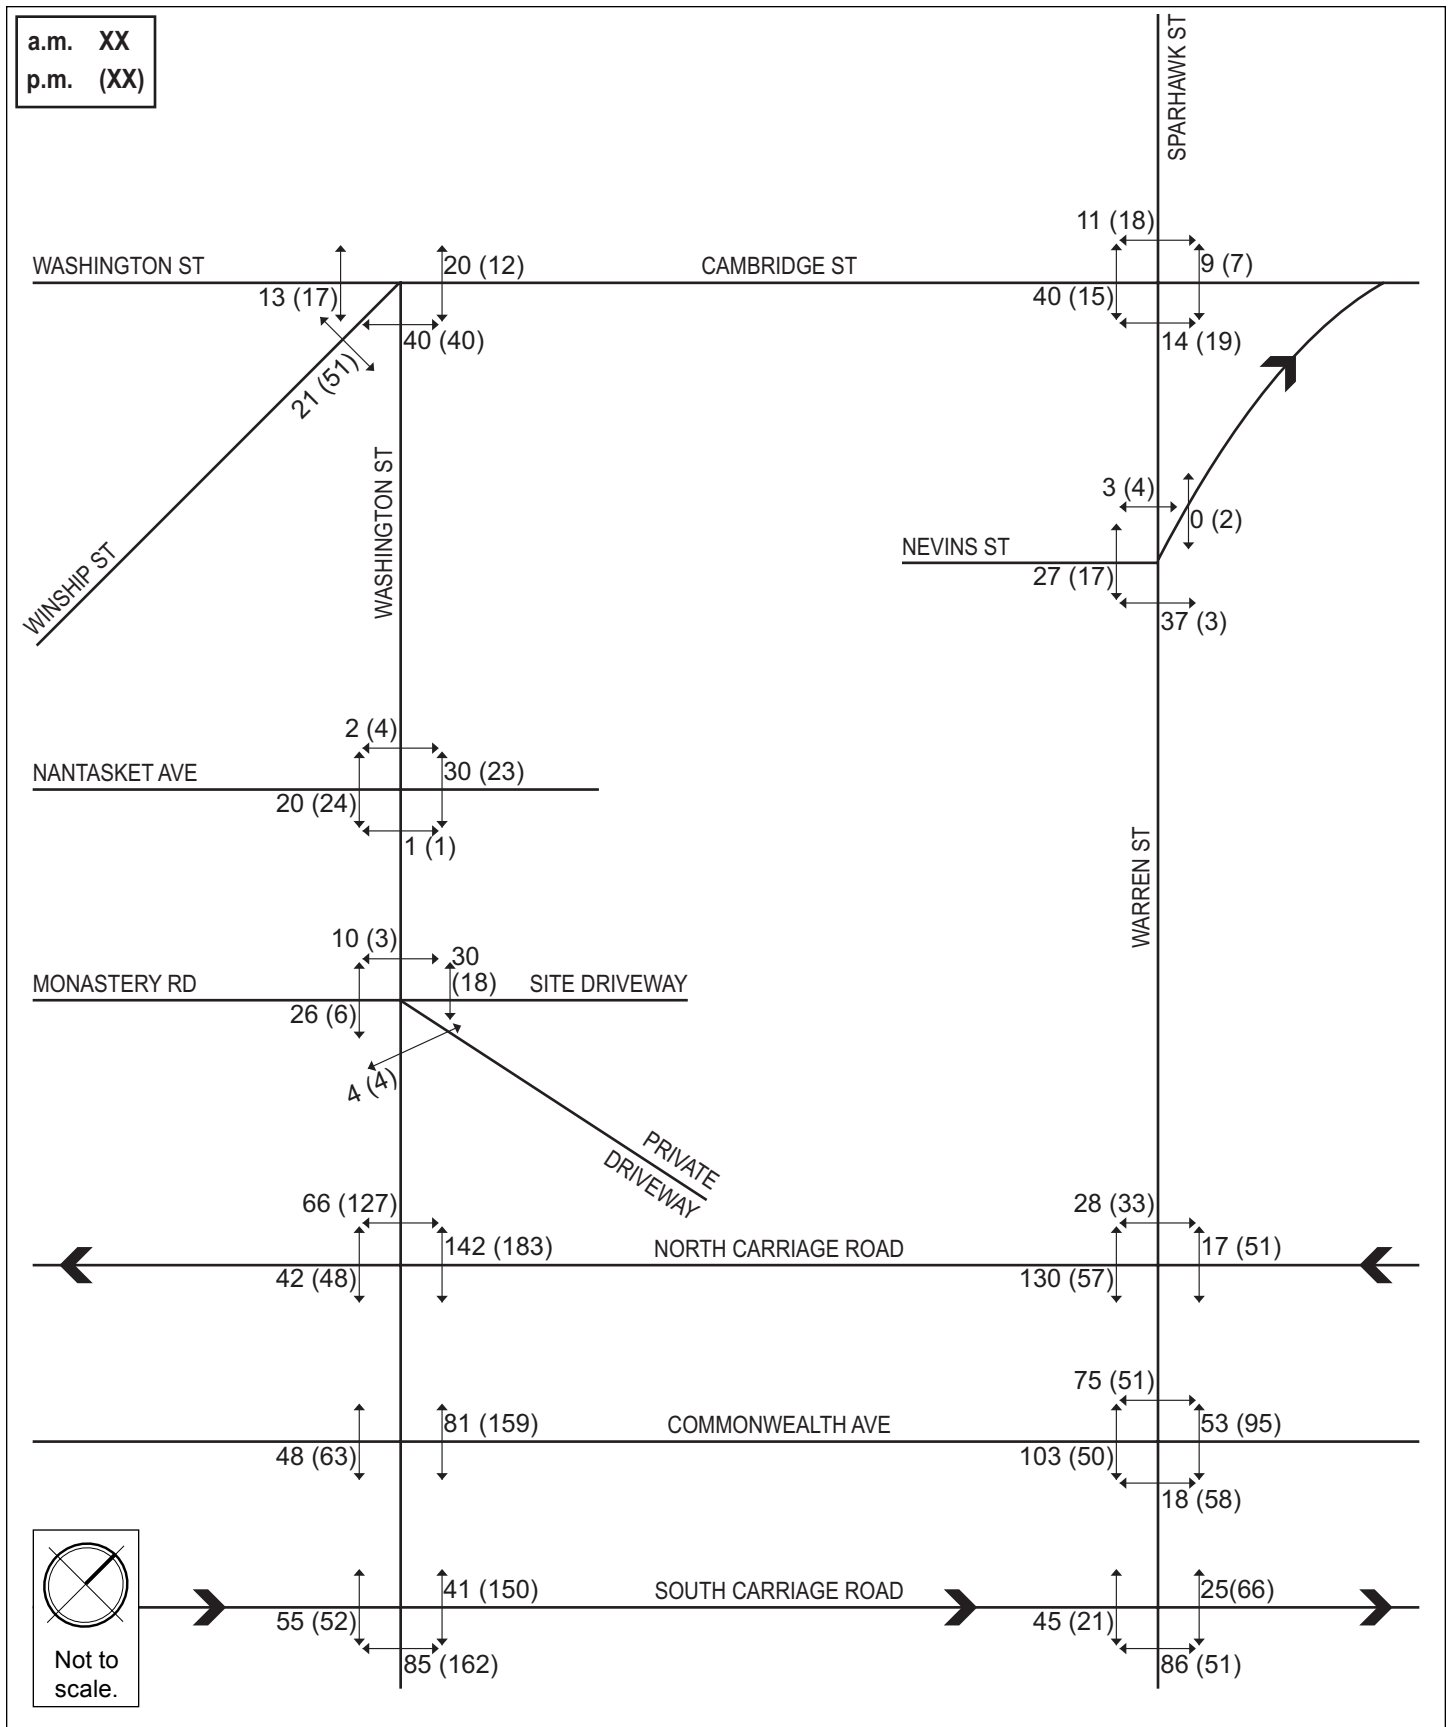 a.m. XX
p.m. (XX)
SPARHAWK ST
11 (18)
WASHINGTON ST
20 (12)
CAMBRIDGE ST
9 (7)
13 (17)
40 (15)
40 (40)
14 (19)
21 (51)
WASHINGTON ST
3 (4)
0 (2)
NEVINS ST
27 (17)
WINSHIP ST
37 (3)
2 (4)
NANTASKET AVE
30 (23)
20 (24)
1 (1)
WARREN ST
10 (3)
30
(18)
MONASTERY RD
SITE DRIVEWAY
26 (6)
4 (4)
PRIVATE
DRIVEWAY
66 (127)
28 (33)
142 (183)
NORTH CARRIAGE ROAD
17 (51)
42 (48)
130 (57)
75 (51)
81 (159)
COMMONWEALTH AVE
53 (95)
48 (63)
103 (50)
18 (58)
41 (150)
SOUTH CARRIAGE ROAD
25(66)
55 (52)
45 (21)
85 (162)
86 (51)
Not to
scale.